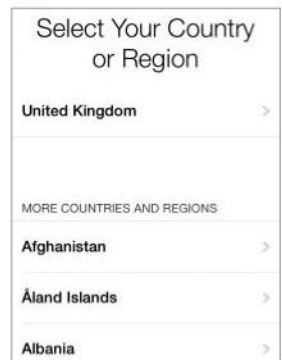 Select Your Country
or Region
United Kingdom
MORE COUNTRIES AND REGIONS
Afghanistan
Åland Islands
Albania